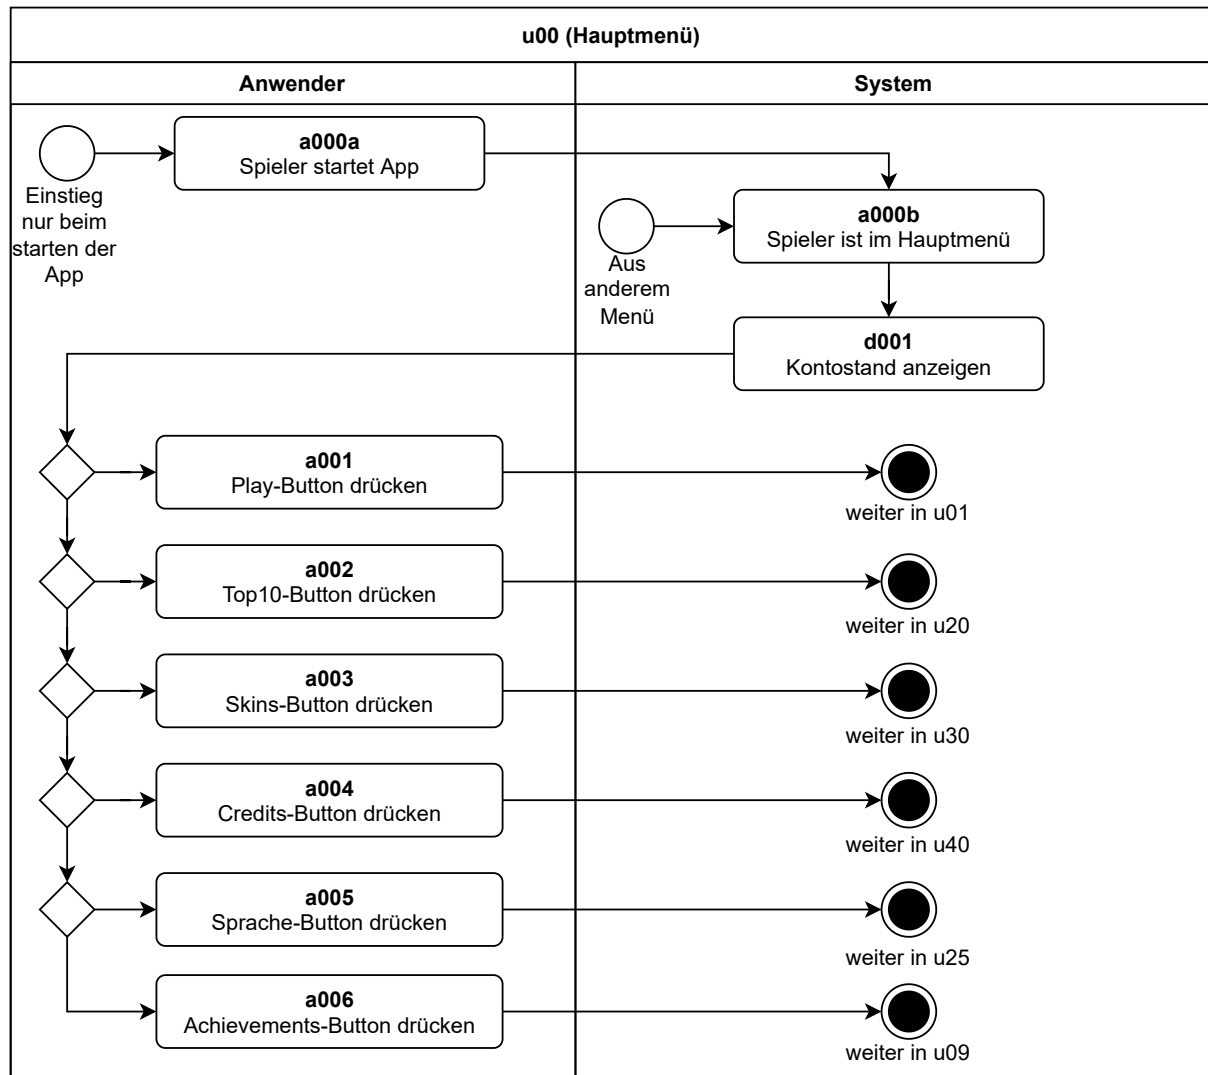 u00 (Hauptmenü)
Anwender
System
a000a
Spieler startet App
Einstieg
nur beim
starten der
App
a000b
Spieler ist im Hauptmenü
Aus
anderem
Menü
d001
Kontostand anzeigen
a001
Play-Button drücken
weiter in u01
a002
Top10-Button drücken
weiter in u20
a003
Skins-Button drücken
weiter in u30
a004
Credits-Button drücken
weiter in u40
a005
Sprache-Button drücken
weiter in u25
a006
Achievements-Button drücken
weiter in u09